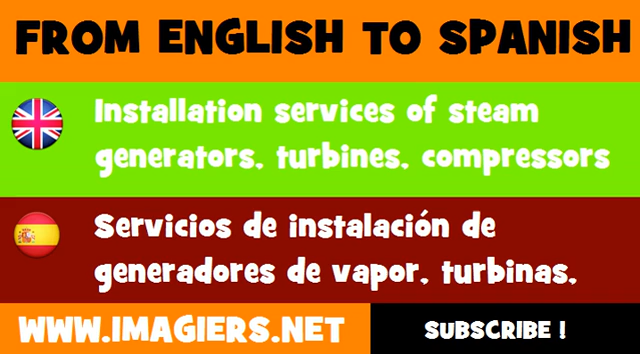 FROM ENGLISH TO SPANISH
Installation services of steam
generators, turbines, compressors
Servicios de instalación de
generadores de vapor, turbinas,
WWW.IMAGIERS.NET
SUBSCRIBE !